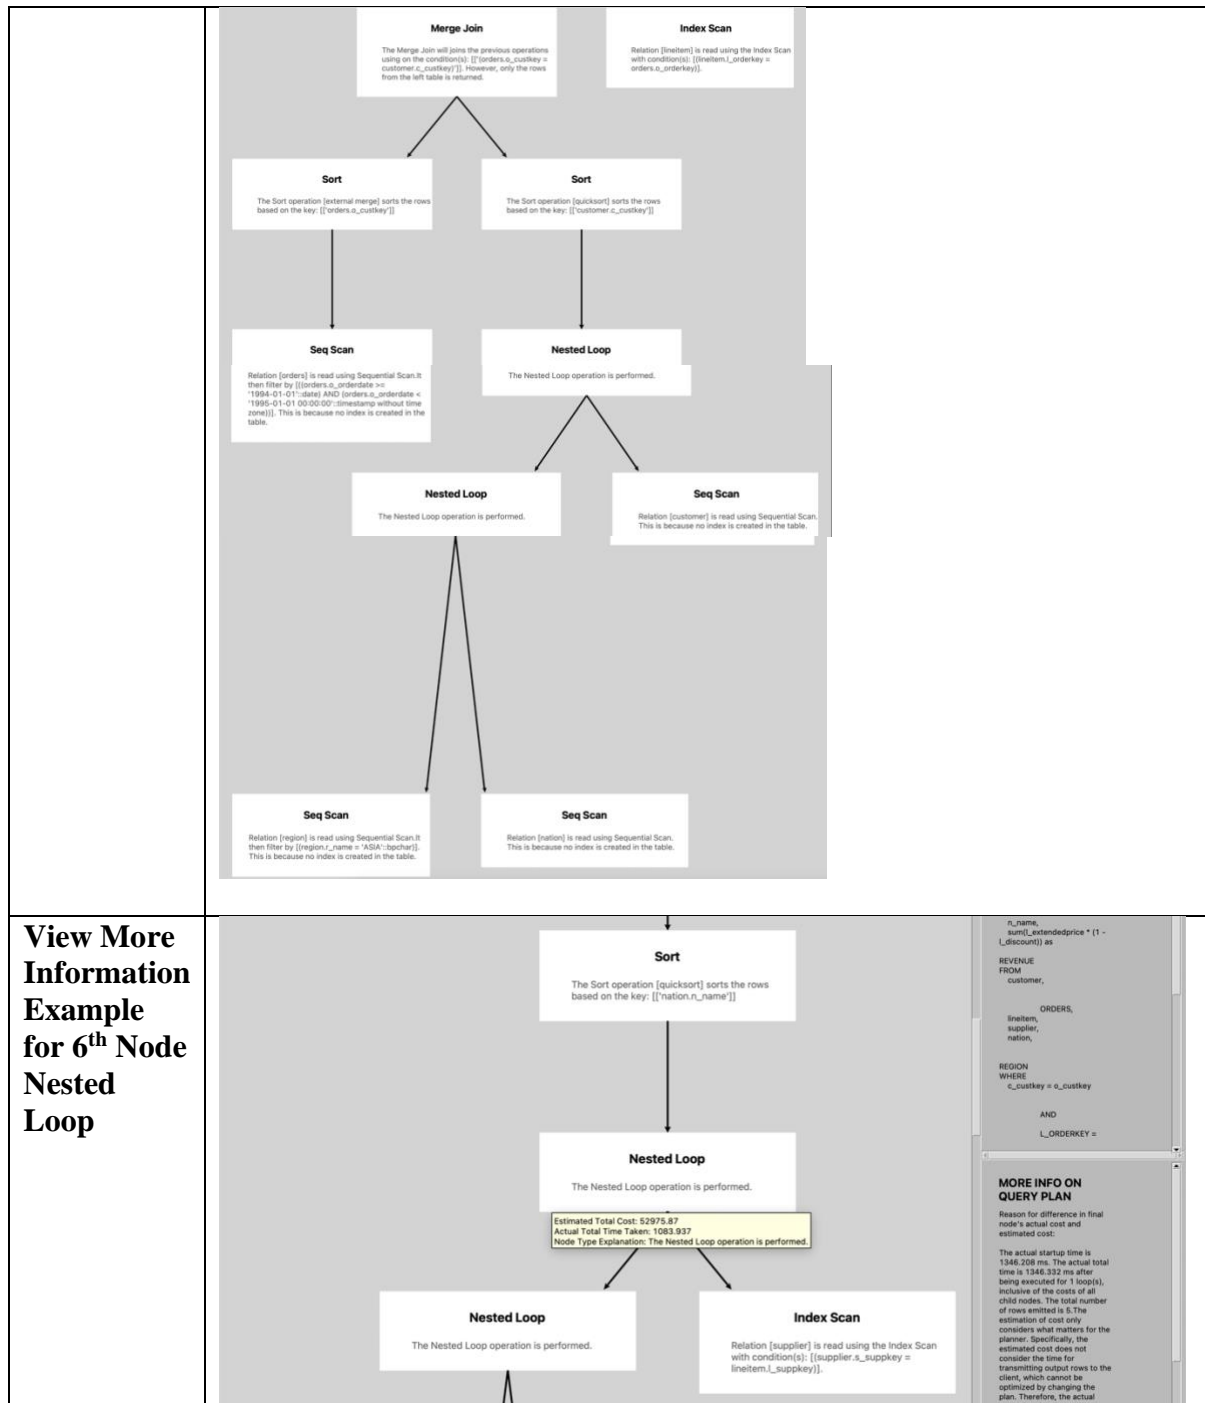 Merge Join
The Merge Join will joins the previous operations
using on the condition(s): [['(orders.o_custkey =
customer.c_custkey)']]. However, only the rows
from the left table is returned.
Index Scan
Relation [lineitem] is read using the Index Scan
with condition(s): [(lineitem.l_orderkey =
orders.o_orderkey)].
Sort
The Sort operation [external merge] sorts the rows
based on the key: [['orders.o_custkey']]
Sort
The Sort operation [quicksort] sorts the rows
based on the key: [['customer.c_custkey']]
Seq Scan
Relation [orders] is read using Sequential Scan.It
then filter by [((orders.o_orderdate >=
'1994-01-01'::date) AND (orders.o_orderdate <
'1995-01-01 00:00:00'::timestamp without time
zone))]. This is because no index is created in the
table.
Nested Loop
The Nested Loop operation is performed.
Nested Loop
The Nested Loop operation is performed.
Seq Scan
Relation [customer] is read using Sequential Scan.
This is because no index is created in the table.
Seq Scan
Relation [region] is read using Sequential Scan.It
then filter by [(region.r_name = 'ASIA'::bpchar)].
This is because no index is created in the table.
Seq Scan
Relation [nation] is read using Sequential Scan.
This is because no index is created in the table.
View More
Information
Example
for 6th Node
Nested
Loop
Sort
The Sort operation [quicksort] sorts the rows
based on the key: [['nation.n_name']]
Nested Loop
The Nested Loop operation is performed.
Estimated Total Cost: 52975.87
Actual Total Time Taken: 1083.937
Node Type Explanation: The Nested Loop operation is performed.
Nested Loop
The Nested Loop operation is performed.
Index Scan
Relation [supplier] is read using the Index Scan
with condition(s): [(supplier.s_suppkey =
lineitem.l_suppkey)].
n_name,
sum(l_extendedprice * (1 -
l_discount)) as
REVENUE
FROM
customer,
ORDERS,
lineitem,
supplier,
nation,
REGION
WHERE
c_custkey = o_custkey
AND
L_ORDERKEY =
MORE INFO ON
QUERY PLAN
Reason for difference in final
node's actual cost and
estimated cost:
The actual startup time is
1346.208 ms. The actual total
time is 1346.332 ms after
being executed for 1 loop(s),
inclusive of the costs of all
child nodes. The total number
of rows emitted is 5.The
estimation of cost only
considers what matters for the
planner. Specifically, the
estimated cost does not
consider the time for
transmitting output rows to the
client, which cannot be
optimized by changing the
plan. Therefore, the actual